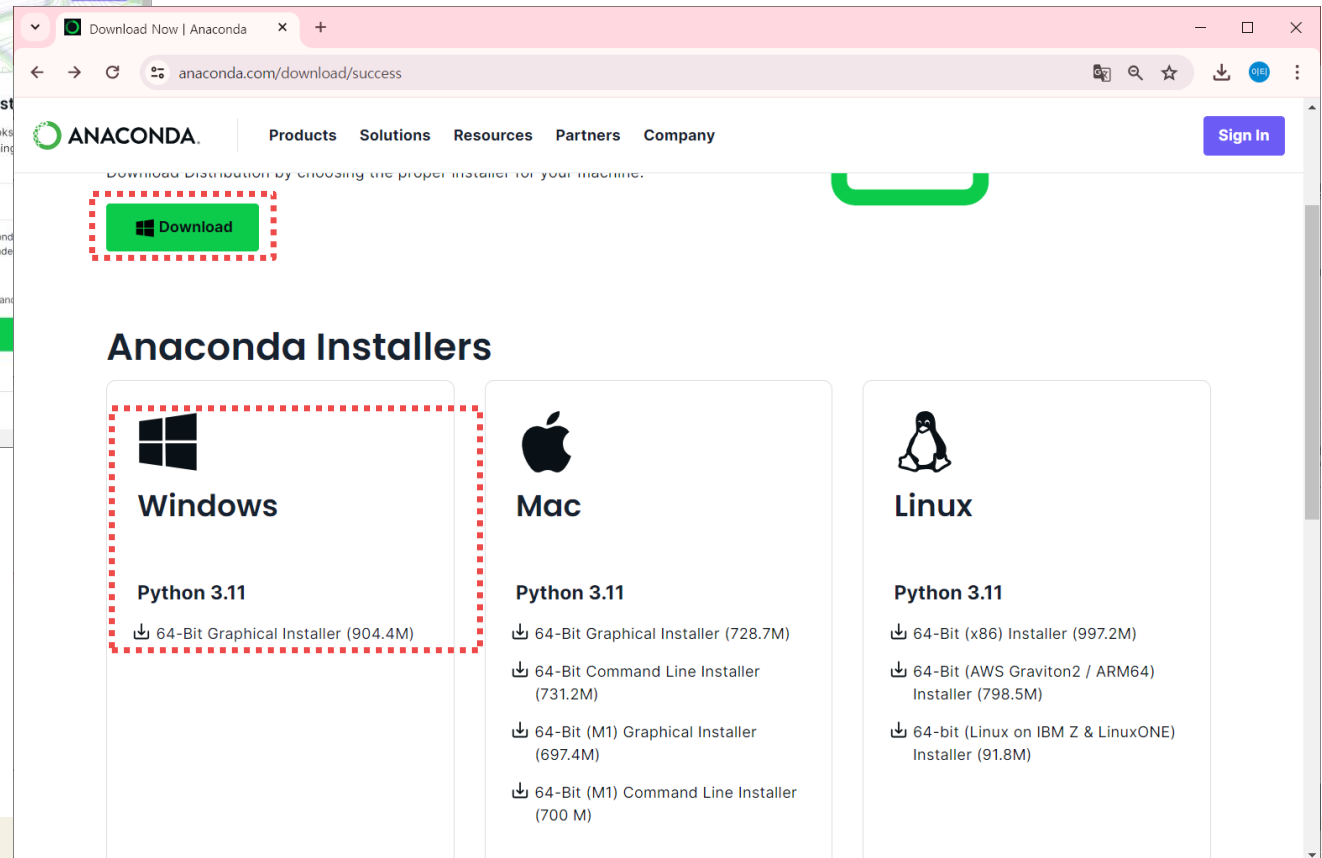 Download Now | Anaconda
anaconda.com/download/success
이티
ANACONDA.
Products Solutions Resources Partners Company
Sign In
Download Distribution by choosing the proper installer for your machine.
Download
Anaconda Installers
Windows
Python 3.11
64-Bit Graphical Installer (904.4M)
Mac
Python 3.11
64-Bit Graphical Installer (728.7M)
64-Bit Command Line Installer
(731.2M)
64-Bit (M1) Graphical Installer
(697.4M)
64-Bit (M1) Command Line Installer
(700 M)
Linux
Python 3.11
64-Bit (x86) Installer (997.2M)
64-Bit (AWS Graviton2 / ARM64)
Installer (798.5M)
64-bit (Linux on IBM Z & LinuxONE)
Installer (91.8M)